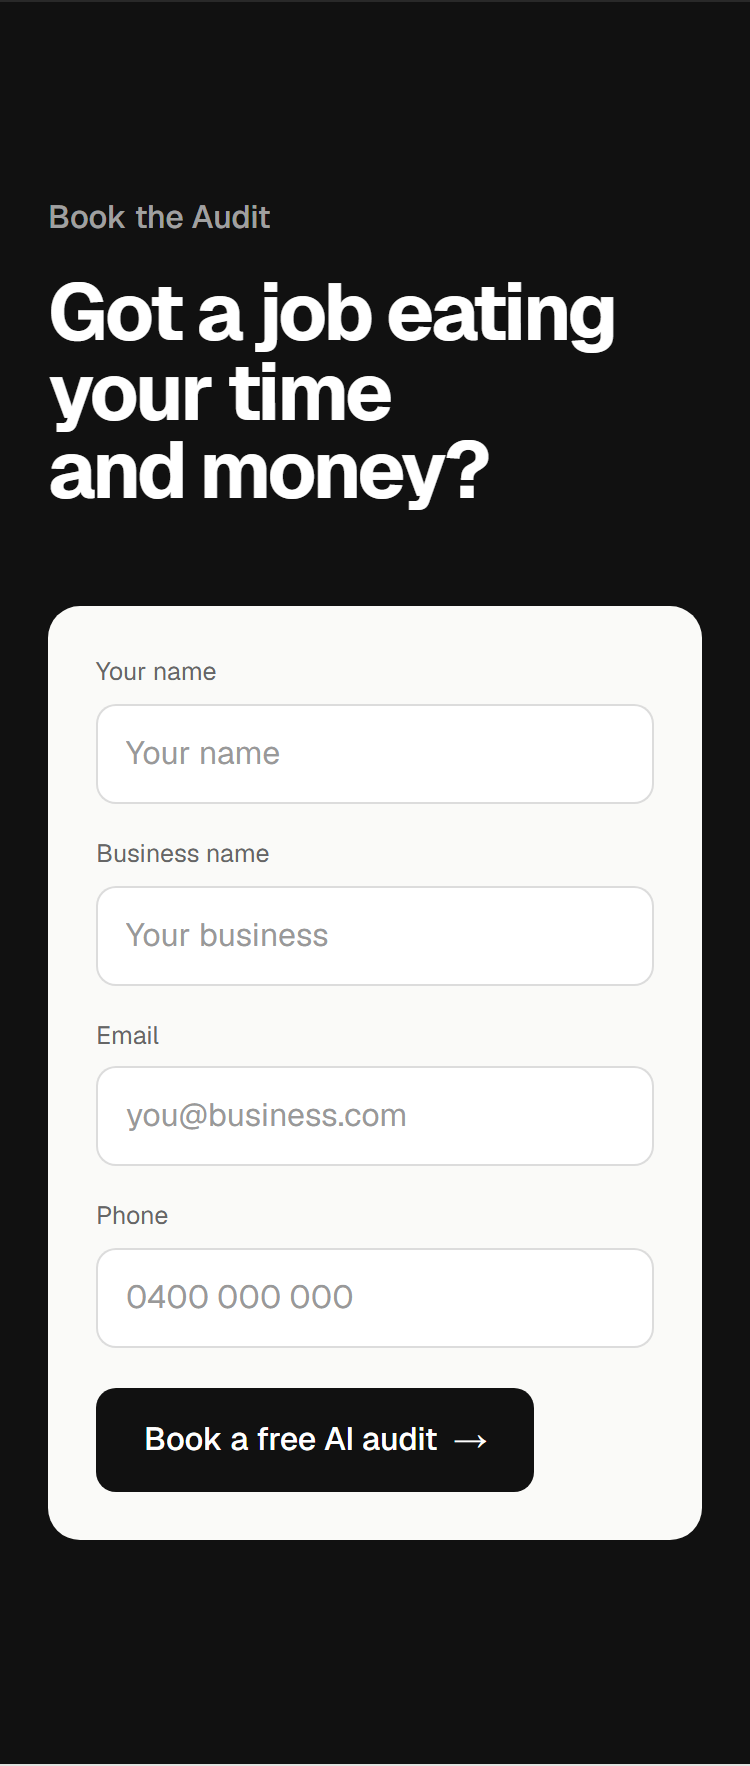 Book the Audit
Got a job eating
your time
and money?
Your name
Your name
Business name
Your business
Email
you@business.com
Phone
0400 000 000
Book a free AI audit →